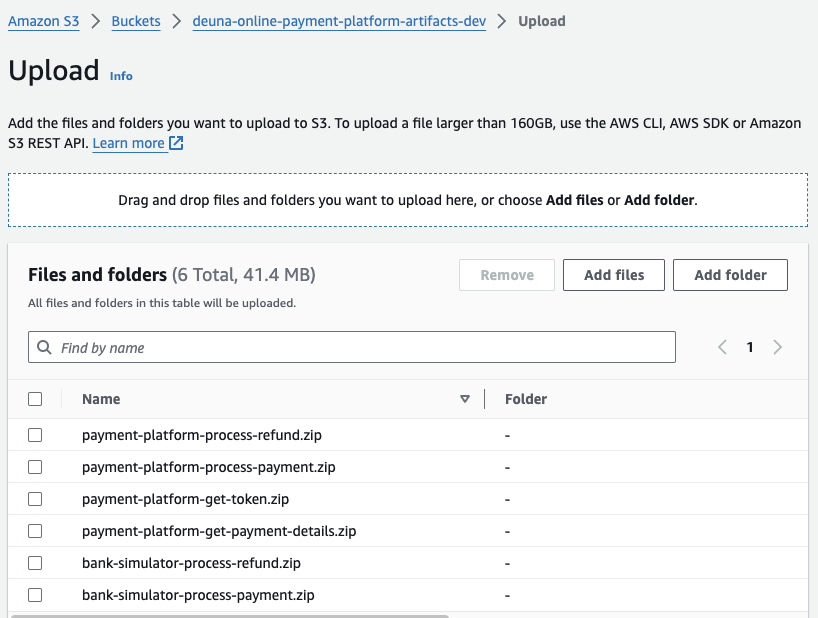 Amazon S3 > Buckets > deuna-online-payment-platform-artifacts-dev > Upload
Upload Info
Add the files and folders you want to upload to S3. To upload a file larger than 160GB, use the AWS CLI, AWS SDK or Amazon
S3 REST API. Learn more
Drag and drop files and folders you want to upload here, or choose Add files or Add folder.
Files and folders (6 Total, 41.4 MB)
Remove
Add files
Add folder
All files and folders in this table will be uploaded.
Find by name
1
Name
Folder
payment-platform-process-refund.zip -
payment-platform-process-payment.zip -
payment-platform-get-token.zip -
payment-platform-get-payment-details.zip -
bank-simulator-process-refund.zip -
bank-simulator-process-payment.zip -